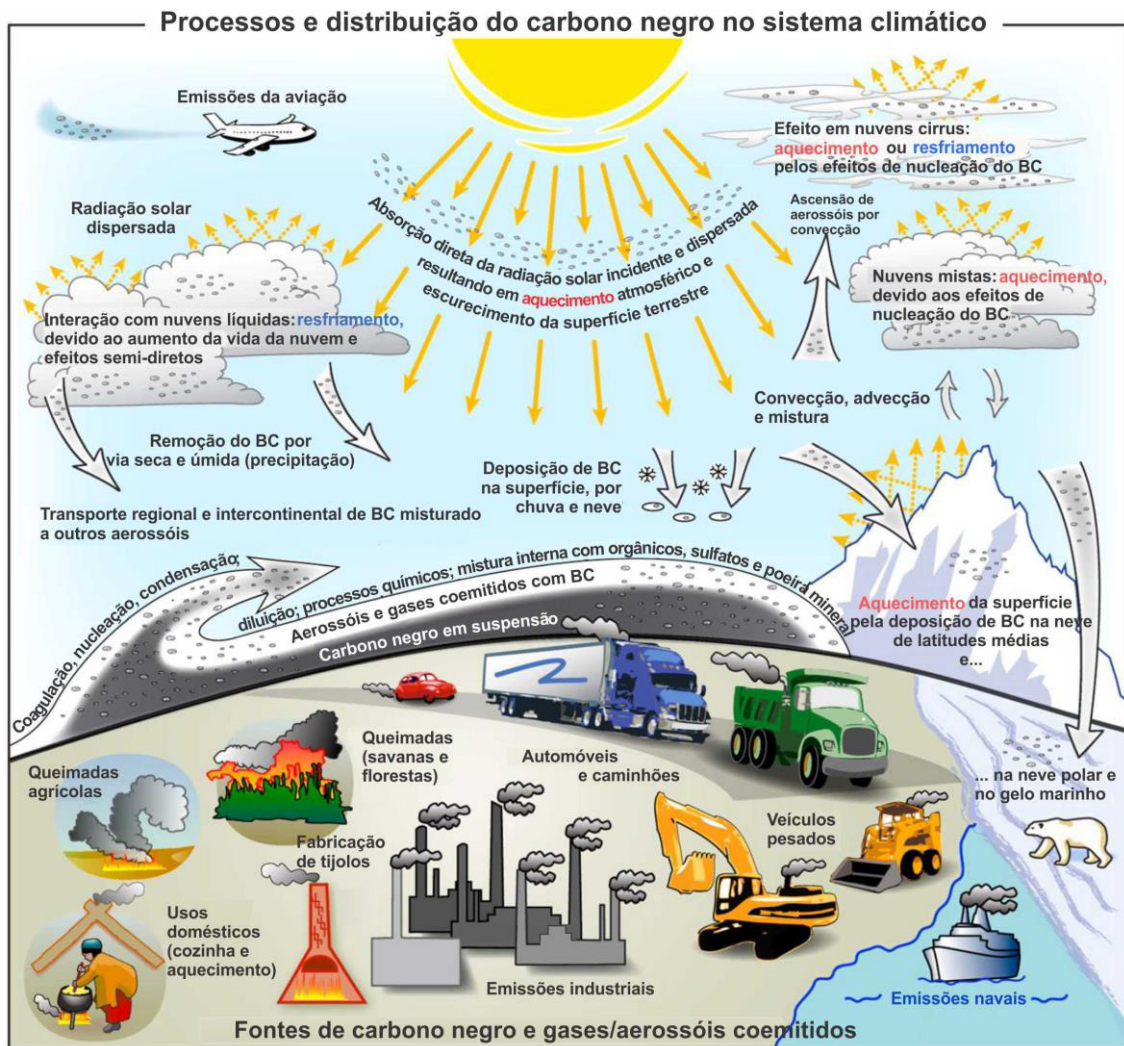 Processos e distribuição do carbono negro no sistema climático
Emissões da aviação
Efeito em nuvens cirrus:
aquecimento ou resfriamento
pelos efeitos de nucleação do BC
Radiação solar
dispersada
Absorção direta da radiação solar incidente e dispersada
resultando em aquecimento atmosférico e
escurecimento da superfície terrestre
Ascensão de
aerossóis por
convecção
Interação com nuvens líquidas: resfriamento,
devido ao aumento da vida da nuvem e
efeitos semi-diretos
Nuvens mistas: aquecimento,
devido aos efeitos de
nucleação do BC
Convecção, advecção
e mistura
Remoção do BC por
via seca e úmida (precipitação)
Deposição de BC
na superfície, por
chuva e neve
Transporte regional e intercontinental de BC misturado
a outros aerossóis
Coagulação, nucleação, condensação;
diluição; processos químicos; mistura interna com orgânicos, sulfatos e poeira mineral
Aerossóis e gases coemitidos com BC
Carbono negro em suspensão
Aquecimento da superfície
pela deposição de BC na neve
de latitudes médias
e...
... na neve polar e
no gelo marinho
Queimadas
agrícolas
Queimadas
(savanas e
florestas)
Automóveis
e caminhões
Veículos
pesados
Fabricação
de tijolos
Usos
domésticos
(cozinha e
aquecimento)
Emissões industriais
Emissões navais
Fontes de carbono negro e gases/aerossóis coemitidos